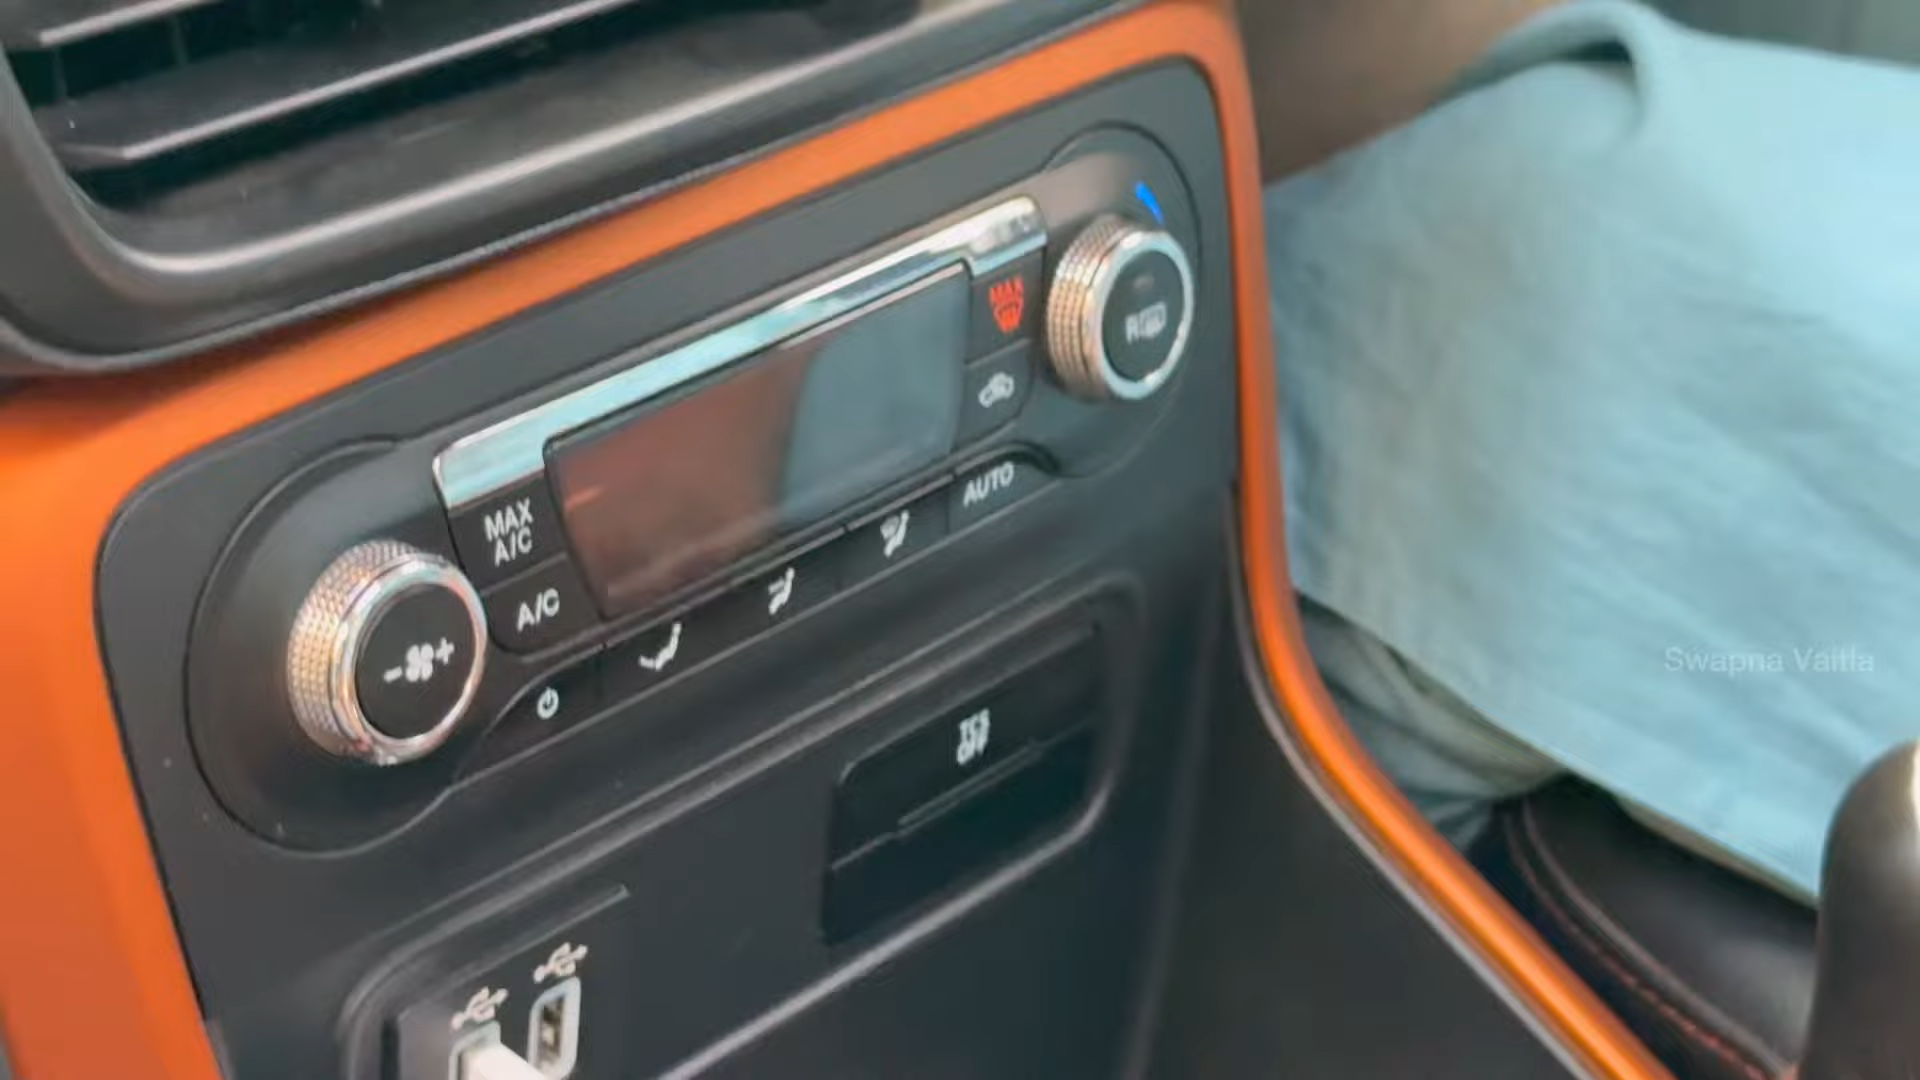 MAX
A/C
A/C
- +
MAX
R
AUTO
TCS
OFF
Swapna Vaitla